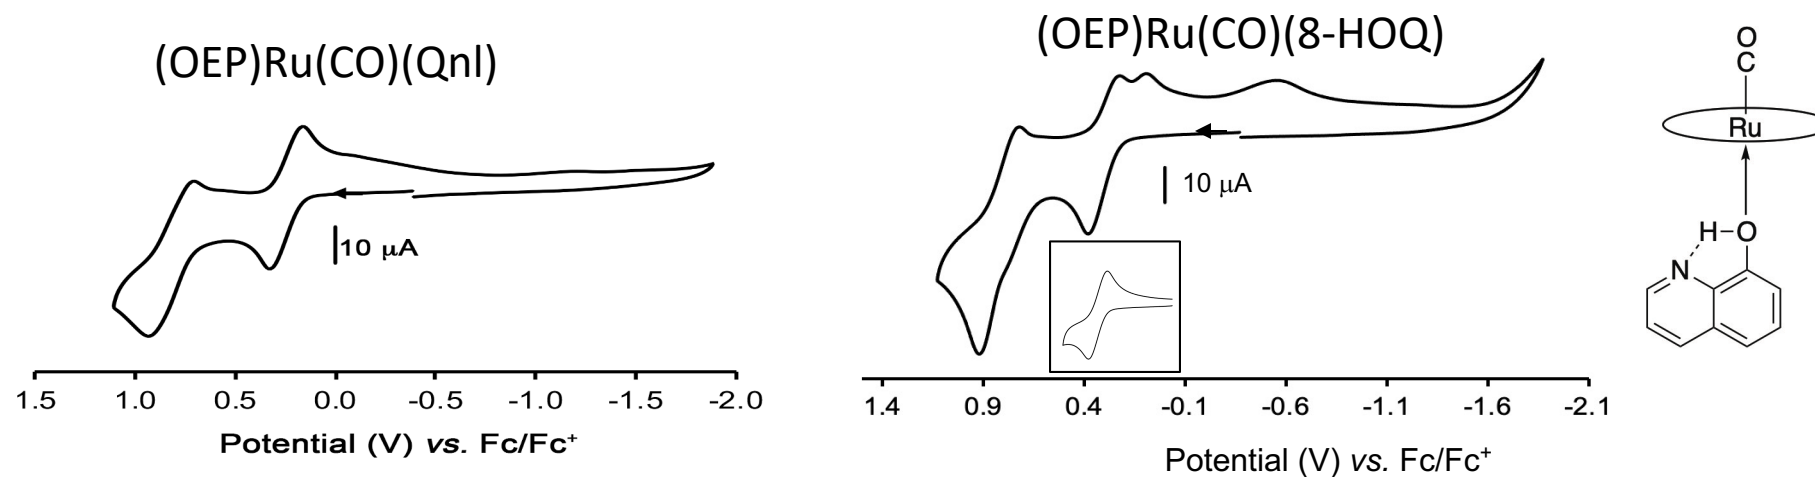 (OEP)Ru(CO)(Qnl)
10 μA
1.5 1.0 0.5 0.0 -0.5 -1.0 -1.5 -2.0
Potential (V) vs. Fc/Fc⁺
(OEP)Ru(CO)(8-HOQ)
10 μA
1.4 0.9 0.4 -0.1 -0.6 -1.1 -1.6 -2.1
Potential (V) vs. Fc/Fc⁺
O
C
Ru
H-O
N